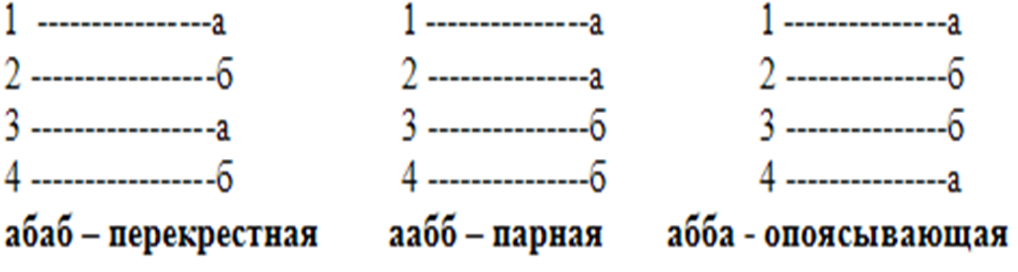 1 ----------------а 1 ---------------а 1 ---------------а
2 -----------------б 2 ---------------а 2 ---------------б
3 -----------------а 3 ---------------б 3 ---------------б
4 -----------------б 4 ---------------б 4 ---------------а
абаб – перекрестная аабб – парная абба - опоясывающая